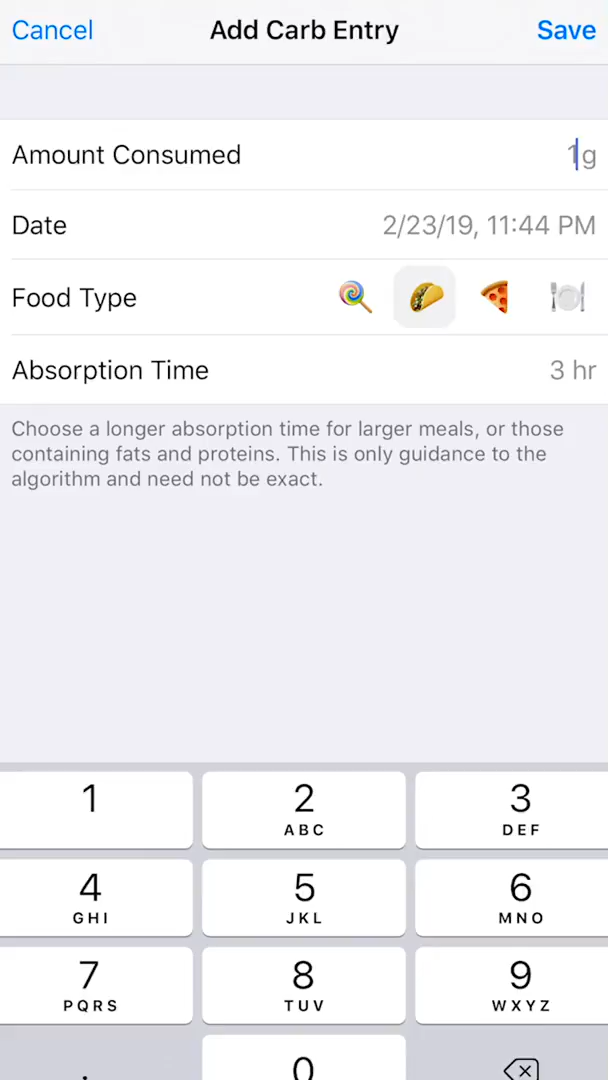 Cancel Add Carb Entry Save
Amount Consumed 1 g
Date 2/23/19, 11:44 PM
Food Type
Absorption Time 3 hr
Choose a longer absorption time for larger meals, or those
containing fats and proteins. This is only guidance to the
algorithm and need not be exact.
1 2 3
ABC DEF
4 5 6
GHI JKL MNO
7 8 9
PQRS TUV WXYZ
. 0